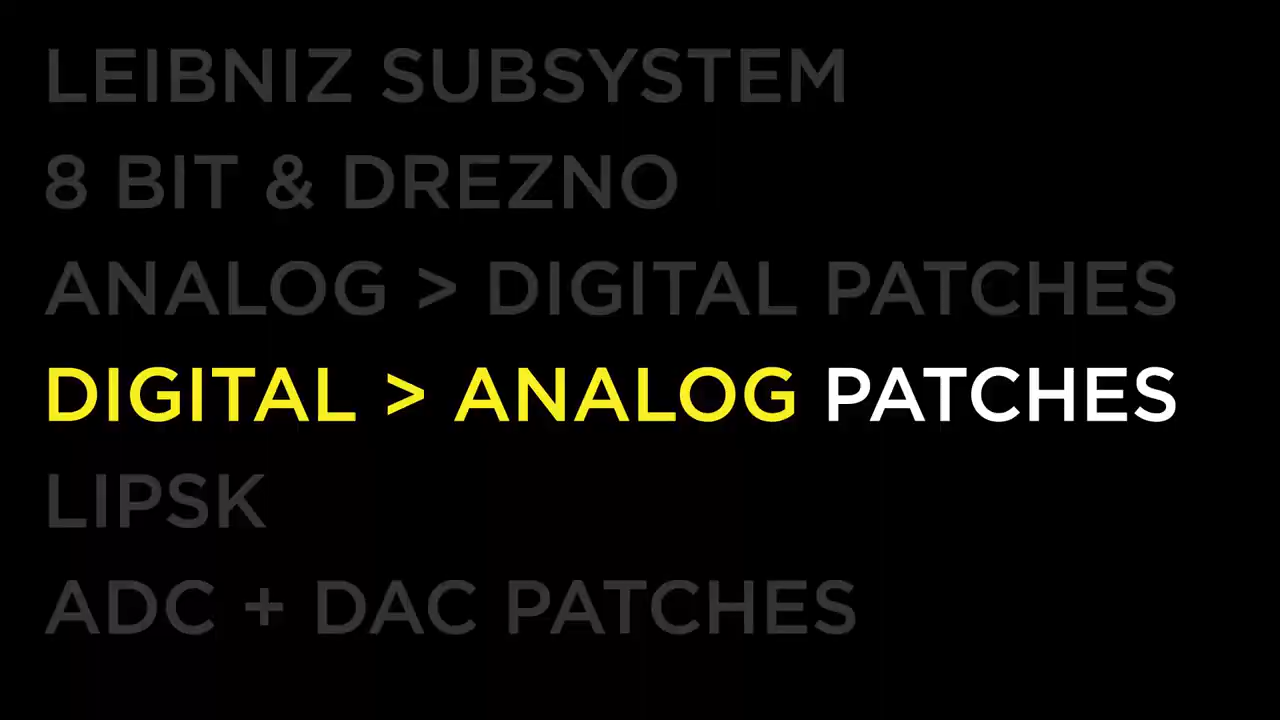 LEIBNIZ SUBSYSTEM
8 BIT & DREZNO
ANALOG > DIGITAL PATCHES
DIGITAL > ANALOG PATCHES
LIPSK
ADC + DAC PATCHES